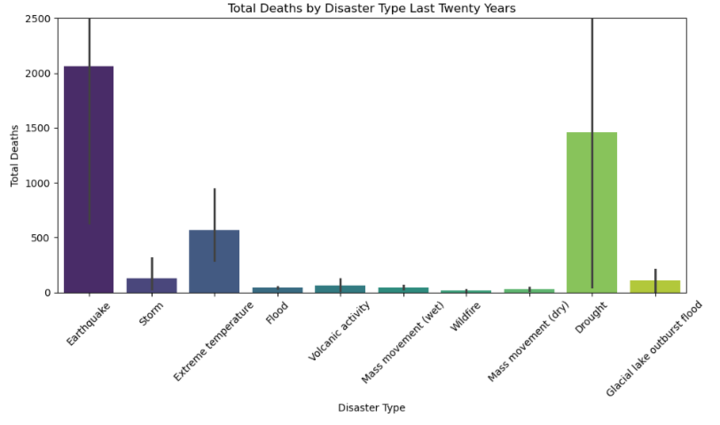 Total Deaths by Disaster Type Last Twenty Years
2500
2000
1500
1000
500
0
Total Deaths
Earthquake
Storm
Extreme temperature
Flood
Volcanic activity
Mass movement (wet)
Wildfire
Mass movement (dry)
Drought
Glacial lake outburst flood
Disaster Type